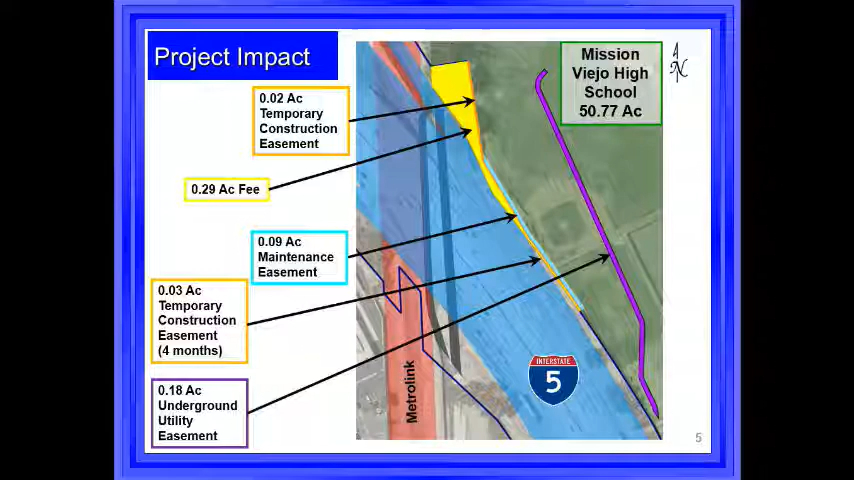 Project Impact
0.02 Ac
Temporary
Construction
Easement
0.29 Ac Fee
0.09 Ac
Maintenance
Easement
0.03 Ac
Temporary
Construction
Easement
(4 months)
0.18 Ac
Underground
Utility
Easement
Mission
Viejo High
School
50.77 Ac
N
INTERSTATE
5
Metrolink
5